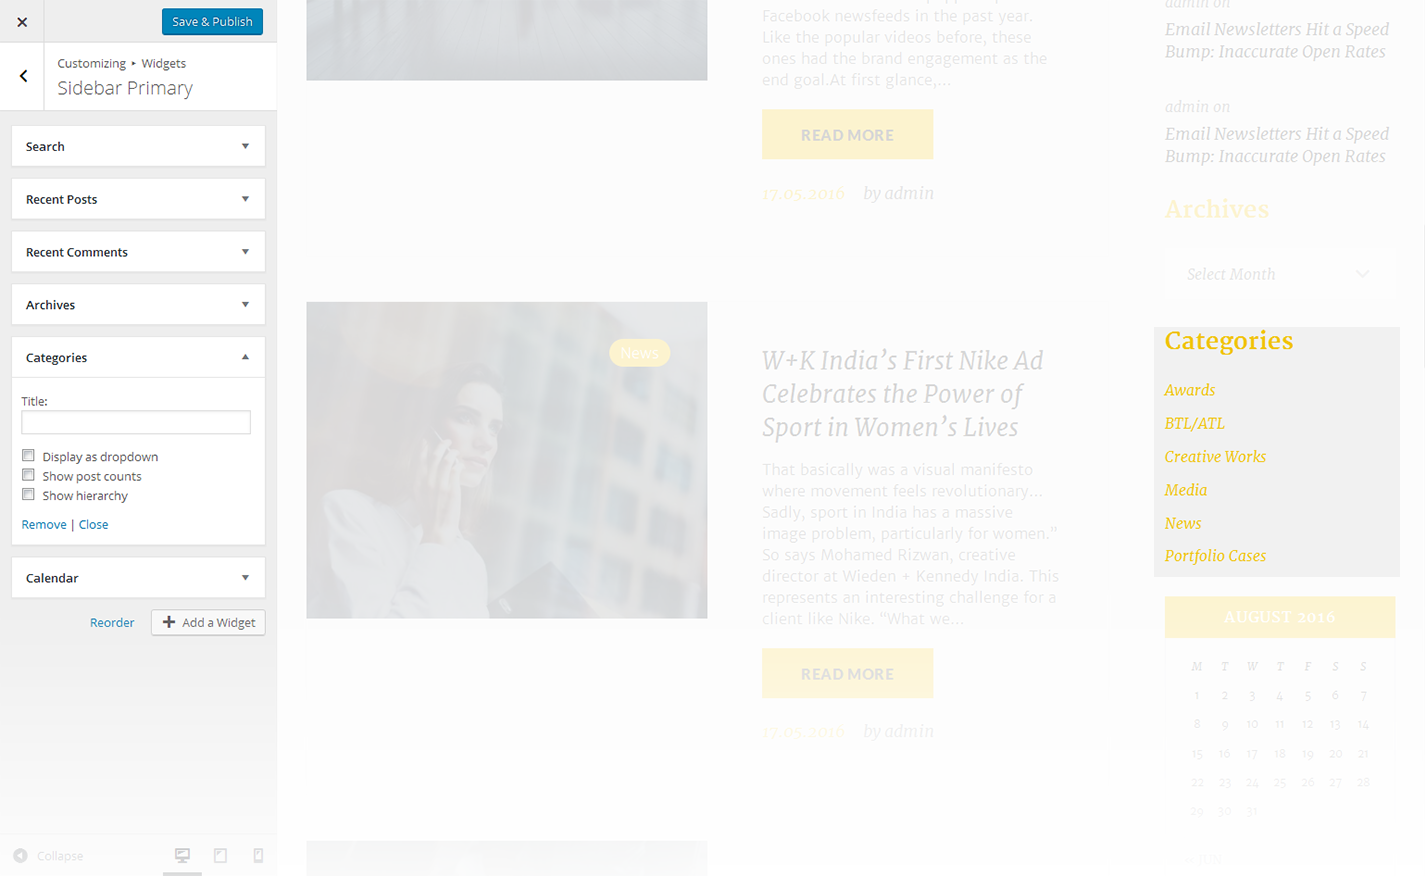 Save & Publish
Customizing ▸ Widgets
Sidebar Primary
Search
Recent Posts
Recent Comments
Archives
Categories
Title:
Display as dropdown
Show post counts
Show hierarchy
Remove | Close
Calendar
Reorder
Add a Widget
Collapse
Facebook newsfeeds in the past year.
Like the popular videos before, these
ones had the brand engagement as the
end goal.At first glance,…
READ MORE
17.05.2016 by admin
News
W+K India’s First Nike Ad
Celebrates the Power of
Sport in Women’s Lives
That basically was a visual manifesto
where movement feels revolutionary…
Sadly, sport in India has a massive
image problem, particularly for women.”
So says Mohamed Rizwan, creative
director at Wieden + Kennedy India. This
represents an interesting challenge for a
client like Nike. “What we…
READ MORE
17.05.2016 by admin
admin on
Email Newsletters Hit a Speed
Bump: Inaccurate Open Rates
admin on
Email Newsletters Hit a Speed
Bump: Inaccurate Open Rates
Archives
Select Month
Categories
Awards
BTL/ATL
Creative Works
Media
News
Portfolio Cases
AUGUST 2016
M T W T F S S
1 2 3 4 5 6 7
8 9 10 11 12 13 14
15 16 17 18 19 20 21
22 23 24 25 26 27 28
29 30 31
« JUN